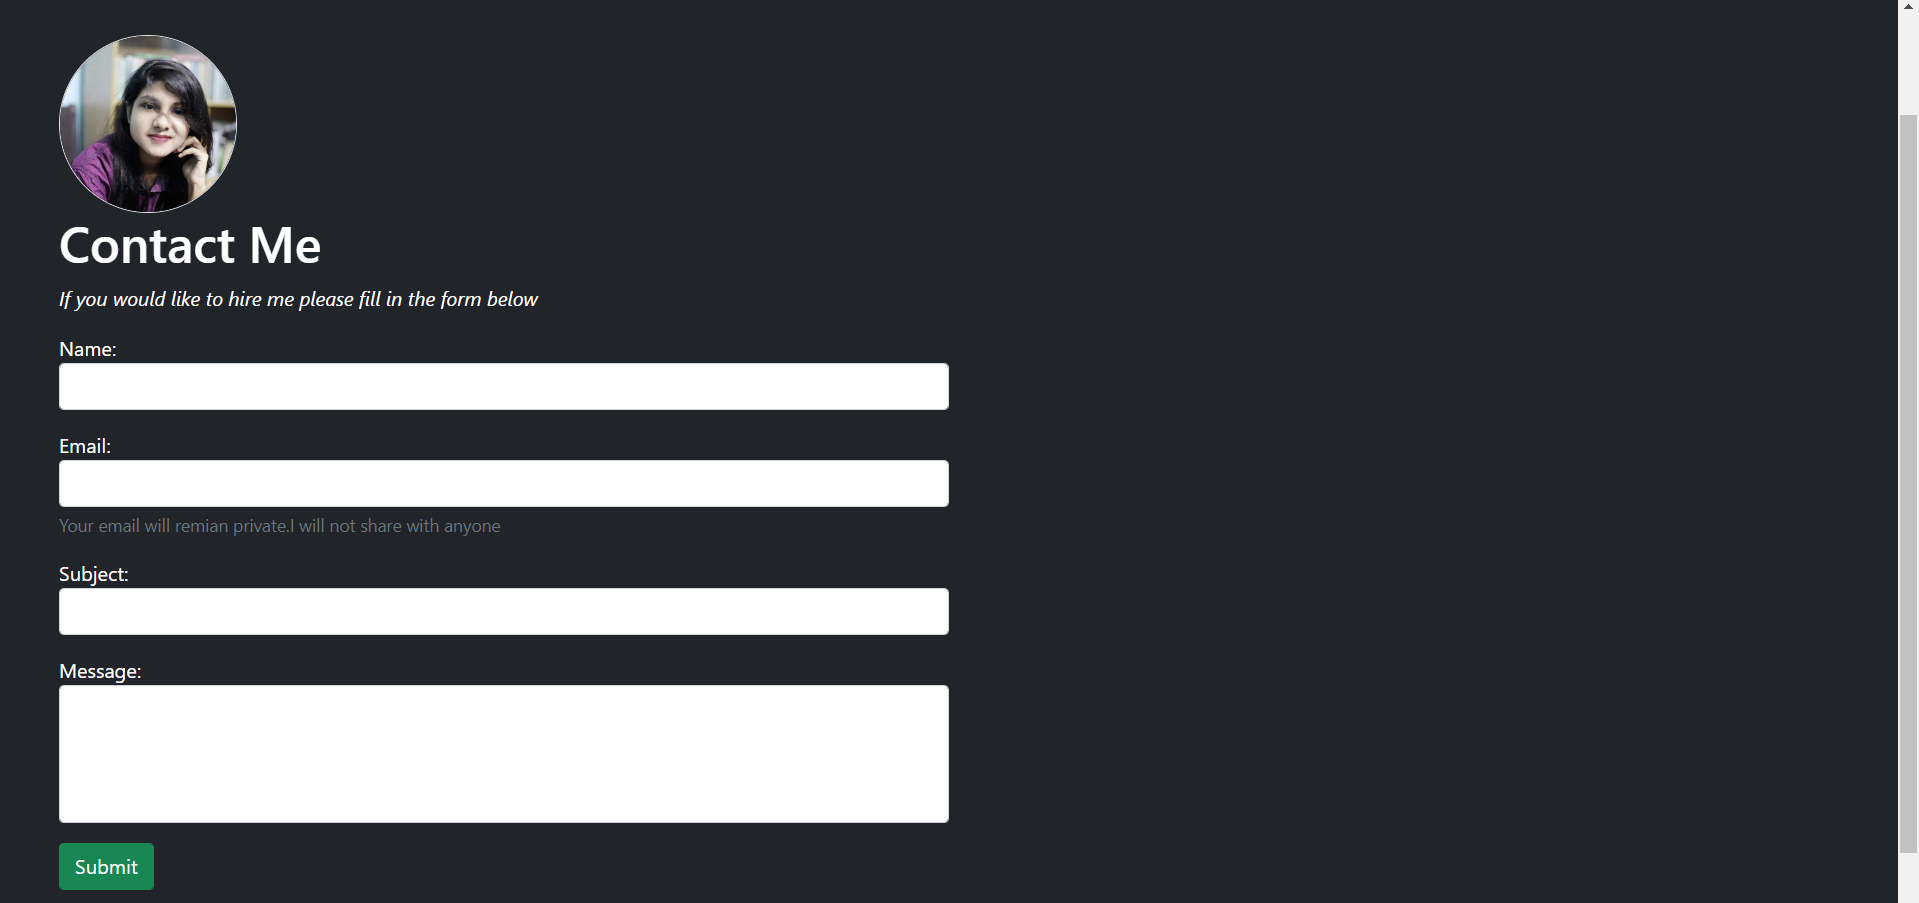 Contact Me
If you would like to hire me please fill in the form below
Name:
Email:
Your email will remian private.I will not share with anyone
Subject:
Message:
Submit